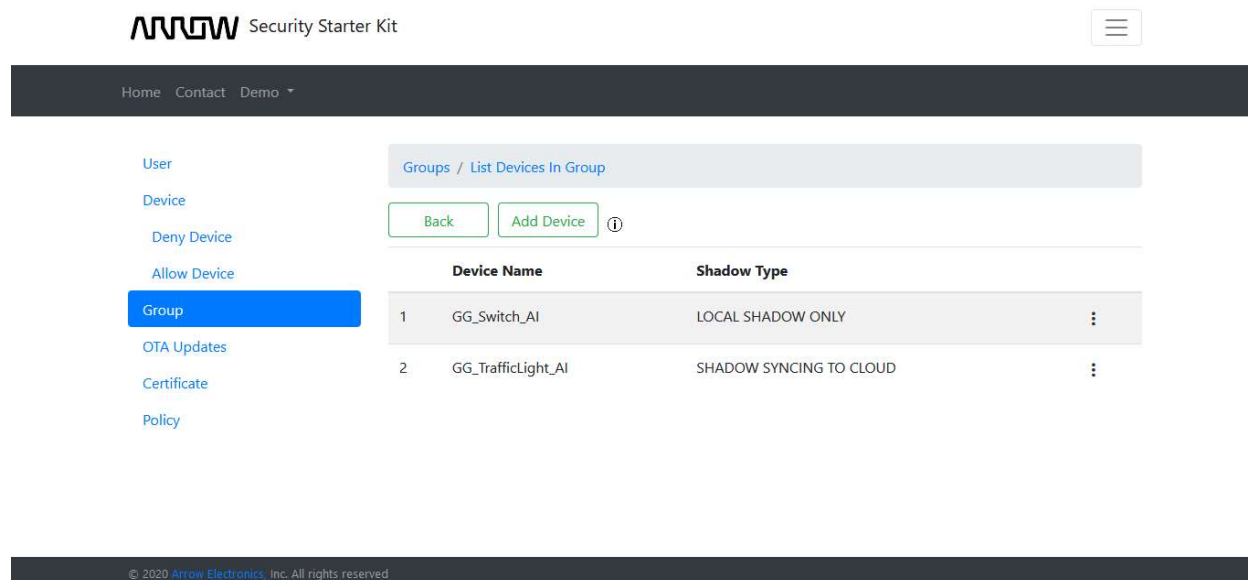 ARROW Security Starter Kit
Home Contact Demo
User
Device
Deny Device
Allow Device
Group
OTA Updates
Certificate
Policy
Groups / List Devices In Group
Back Add Device
Device Name Shadow Type
1 GG_Switch_AI LOCAL SHADOW ONLY
2 GG_TrafficLight_AI SHADOW SYNCING TO CLOUD
© 2020 Arrow Electronics, Inc. All rights reserved